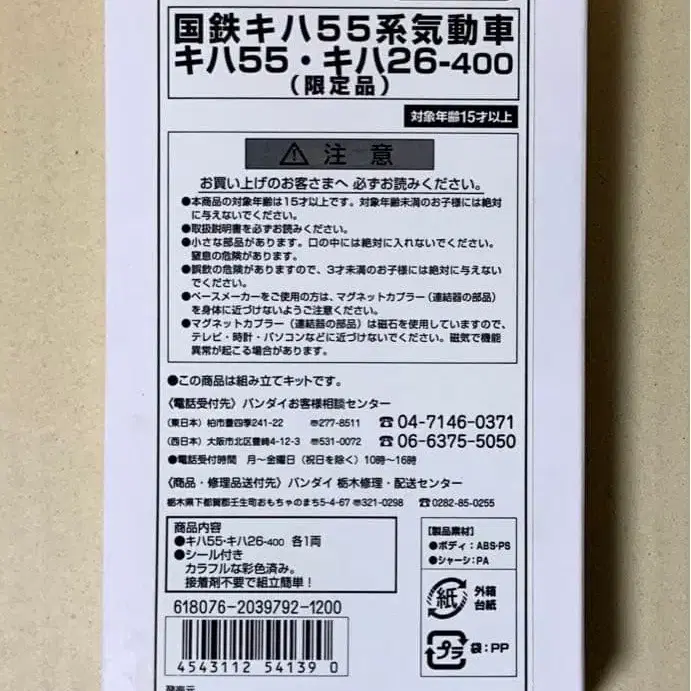 国鉄キハ55系気動車
キハ55・キハ26-400
（限定品）
対象年齢15才以上
注 意
お買い上げのお客さまへ 必ずお読みください。
●本商品の対象年齢は15才以上です。対象年齢未満のお子様には絶対
に与えないでください。
●取扱説明書を必ずお読みください。
●小さな部品があります。口の中には絶対に入れないでください。
窒息の危険があります。
●誤飲の危険がありますので、3才未満のお子様には絶対に与えない
でください。
●ペースメーカーをご使用の方は、マグネットカプラー（連結器の部品）
を身体に近づけないようご注意ください。
●マグネットカプラー（連結器の部品）は磁石を使用していますので、
テレビ・時計・パソコンなどに近づけないでください。磁気で機能
異常が起こる場合があります。
●この商品は組み立てキットです。
〈電話受付先〉バンダイお客様相談センター
（東日本）柏市豊四季241-22 〠277-8511 ☎04-7146-0371
（西日本）大阪市北区豊崎4-12-3 〠531-0072 ☎06-6375-5050
●電話受付時間 月〜金曜日（祝日を除く）10時〜16時
〈商品・修理品送付先〉バンダイ 栃木修理・配送センター
栃木県下都賀郡壬生町おもちゃのまち5-4-67 〠321-0298 ☎0282-85-0255
商品内容
●キハ55・キハ26-400 各1両
●シール付き
カラフルな彩色済み。
接着剤不要で組立簡単！
【製品素材】
●ボディ：ABS・PS
●シャーシ：PA
紙
外箱
台紙
プラ
袋：PP
618076-2039792-1200
4543112 541390
発売元